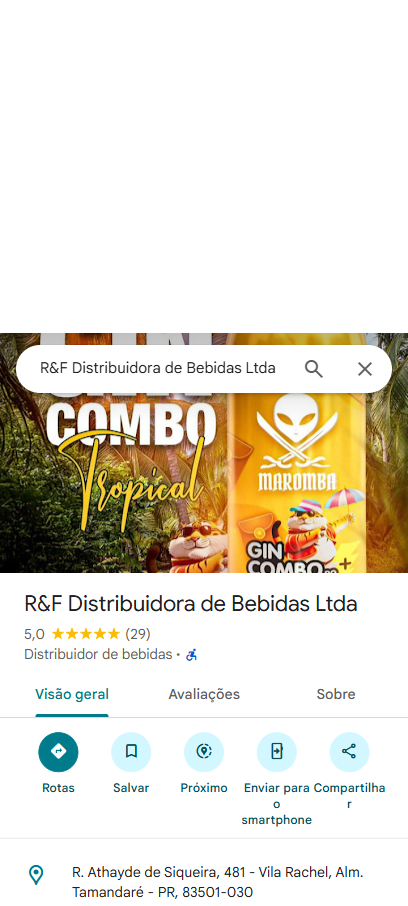 R&F Distribuidora de Bebidas Ltda
COMBO
Tropical
MAROMBA
GIN
COMBO
R&F Distribuidora de Bebidas Ltda
5,0 ★★★★★ (29)
Distribuidor de bebidas ·
Visão geral Avaliações Sobre
Rotas Salvar Próximo Enviar para o smartphone Compartilhar
R. Athayde de Siqueira, 481 - Vila Rachel, Alm.
Tamandaré - PR, 83501-030